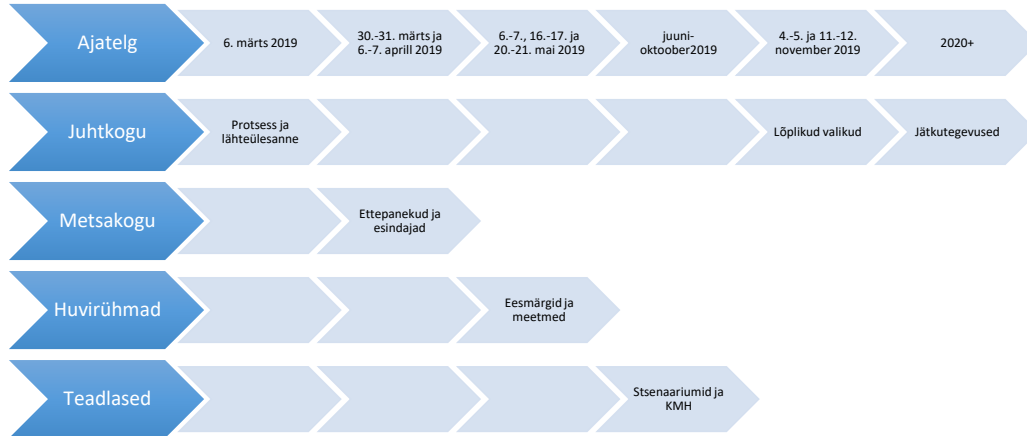 Ajatelg
6. märts 2019
30.-31. märts ja
6.-7. aprill 2019
6.-7., 16.-17. ja
20.-21. mai 2019
juuni-
oktoober2019
4.-5. ja 11.-12.
november 2019
2020+
Juhtkogu
Protsess ja
lähteülesanne
Lõplikud valikud
Jätkutegevused
Metsakogu
Ettepanekud ja
esindajad
Huvirühmad
Eesmärgid ja
meetmed
Teadlased
Stsenaariumid ja
KMH